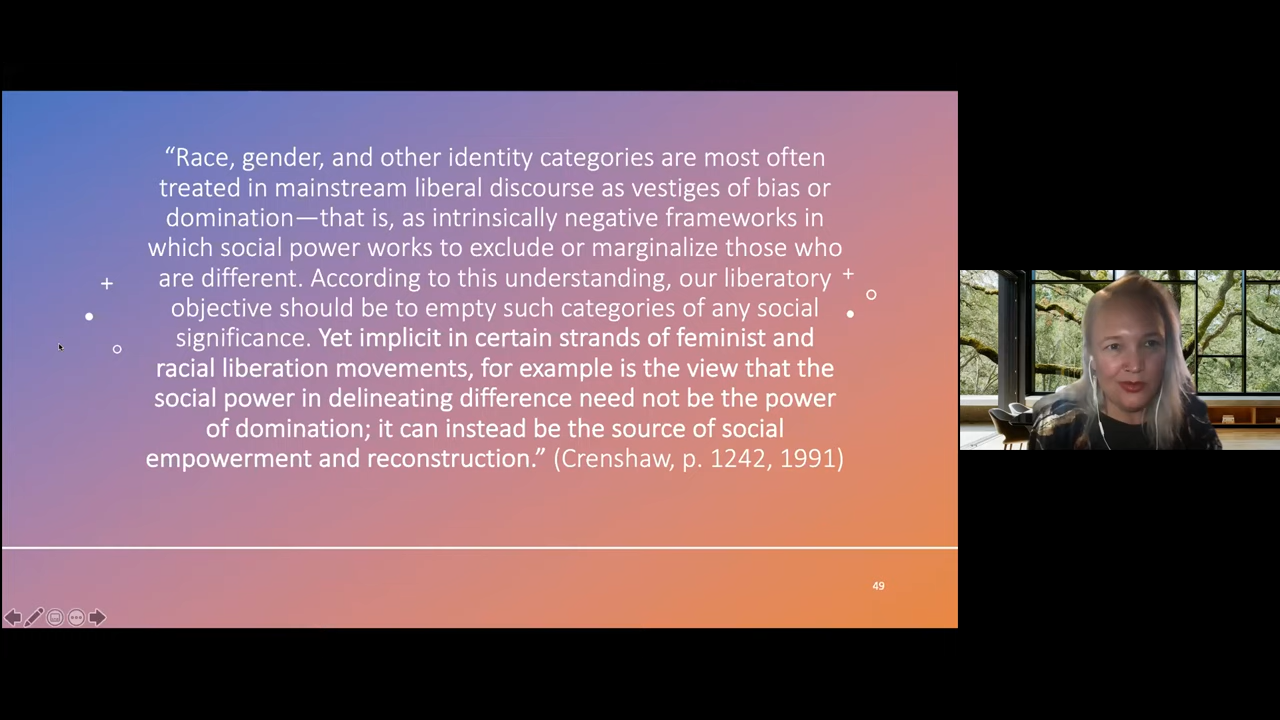 “Race, gender, and other identity categories are most often
treated in mainstream liberal discourse as vestiges of bias or
domination—that is, as intrinsically negative frameworks in
which social power works to exclude or marginalize those who
are different. According to this understanding, our liberatory
objective should be to empty such categories of any social
significance. Yet implicit in certain strands of feminist and
racial liberation movements, for example is the view that the
social power in delineating difference need not be the power
of domination; it can instead be the source of social
empowerment and reconstruction.” (Crenshaw, p. 1242, 1991)
49